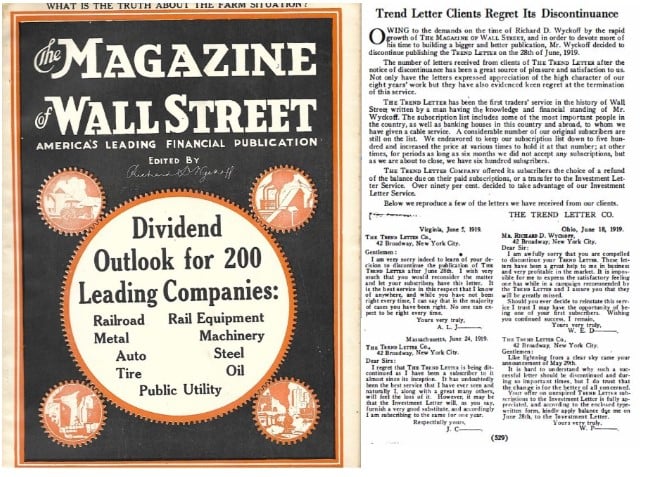 WHAT IS THE TRUTH ABOUT THE FARM SITUATION?
The MAGAZINE
of WALL STREET
AMERICA'S LEADING FINANCIAL PUBLICATION
EDITED BY
Richard D. Wyckoff
Dividend
Outlook for 200
Leading Companies:
Railroad Rail Equipment
Metal Machinery
Auto Steel
Tire Oil
Public Utility
Trend Letter Clients Regret Its Discontinuance
OWING to the demands on the time of Richard D. Wyckoff by the rapid
growth of THE MAGAZINE OF WALL STREET, and in order to devote more
of his time to building a bigger and better publication, Mr. Wyckoff decided to
discontinue publishing the TREND LETTER on the 28th of June, 1919.
The number of letters received from clients of THE TREND LETTER after the
notice of discontinuance has been a great source of pleasure and satisfaction to us.
Not only have the letters expressed appreciation of the high character of our
eight years' work but they have also evidenced keen regret at the termination
of this service.
THE TREND LETTER has been the first traders' service in the history of Wall
Street written by a man having the knowledge and financial standing of Mr.
Wyckoff. The subscription list includes some of the most important people in
the country, as well as banking houses in this country and abroad, to whom we
have given a cable service. A considerable number of our original subscribers are
still on the list. We endeavored to keep our subscription list down to five hun-
dred and increased the price at various times to hold it at that number; at other
times, for periods as long as six months we did not accept any subscriptions, but
as we are about to close, we have six hundred subscribers.
THE TREND LETTER COMPANY offered its subscribers the choice of a refund
of the balance due on their paid subscriptions, or a transfer to the Investment Let-
ter Service. Over ninety per cent. decided to take advantage of our Investment
Letter Service.
Below we reproduce a few of the letters we have received from our clients.
THE TREND LETTER CO.
Virginia, June 5, 1919.
THE TREND LETTER CO.,
42 Broadway, New York City.
Gentlemen:
I am very sorry indeed to learn of your de-
cision to discontinue the publication of THE
TREND LETTER after June 28th. I wish very
much that you would reconsider the matter
and let your subscribers have this letter. It
is the best service in this respect that I know
of anywhere, and while you have not been
right every time, I can say that in the majority
of cases you have been right. No one can ex-
pect to be right every time.
Yours very truly,
A. L. J——
Massachusetts, June 24, 1919.
THE TREND LETTER CO.,
42 Broadway, New York City.
Dear Sirs:
I regret that THE TREND LETTER is being dis-
continued as I have been a subscriber to it
almost since its inception. It has undoubtedly
been the best service that I have ever seen and
naturally I, along with a great many others,
will feel the loss of it. However, it may be
that the Investment Letter will, as you say,
furnish a very good substitute, and accordingly
I am subscribing to the same for one year.
Respectfully yours,
J. C——
Ohio, June 18, 1919.
MR. RICHARD D. WYCKOFF,
42 Broadway, New York City.
Dear Sir:
I am awfully sorry that you are compelled
to discontinue your Trend Letter. These let-
ters have been a great help to me in business
and very profitable in the market. It is impos-
sible for me to express the satisfactory feeling
one has while in a campaign recommended by
the TREND LETTER and I assure you that they
will be greatly missed.
Should you ever decide to reinstate this serv-
ice I trust I may have the opportunity of be-
ing one of your first subscribers. Wishing
you continued success, I remain,
Yours very truly,
W. E. D——
THE TREND LETTER CO.,
42 Broadway, New York City.
Gentlemen:
Like lightning from a clear sky came your
announcement of May 29th.
It is hard to understand why such a suc-
cessful letter should be discontinued and dur-
ing so important times, but I do trust that
the change is for the better of all concerned.
Your offer on unexpired TREND LETTER sub-
scriptions to the Investment Letter is fully ap-
preciated, and according to the enclosed type-
written form, kindly apply balance due me on
June 28th, to the Investment Letter.
Yours very truly,
W. P——
(529)